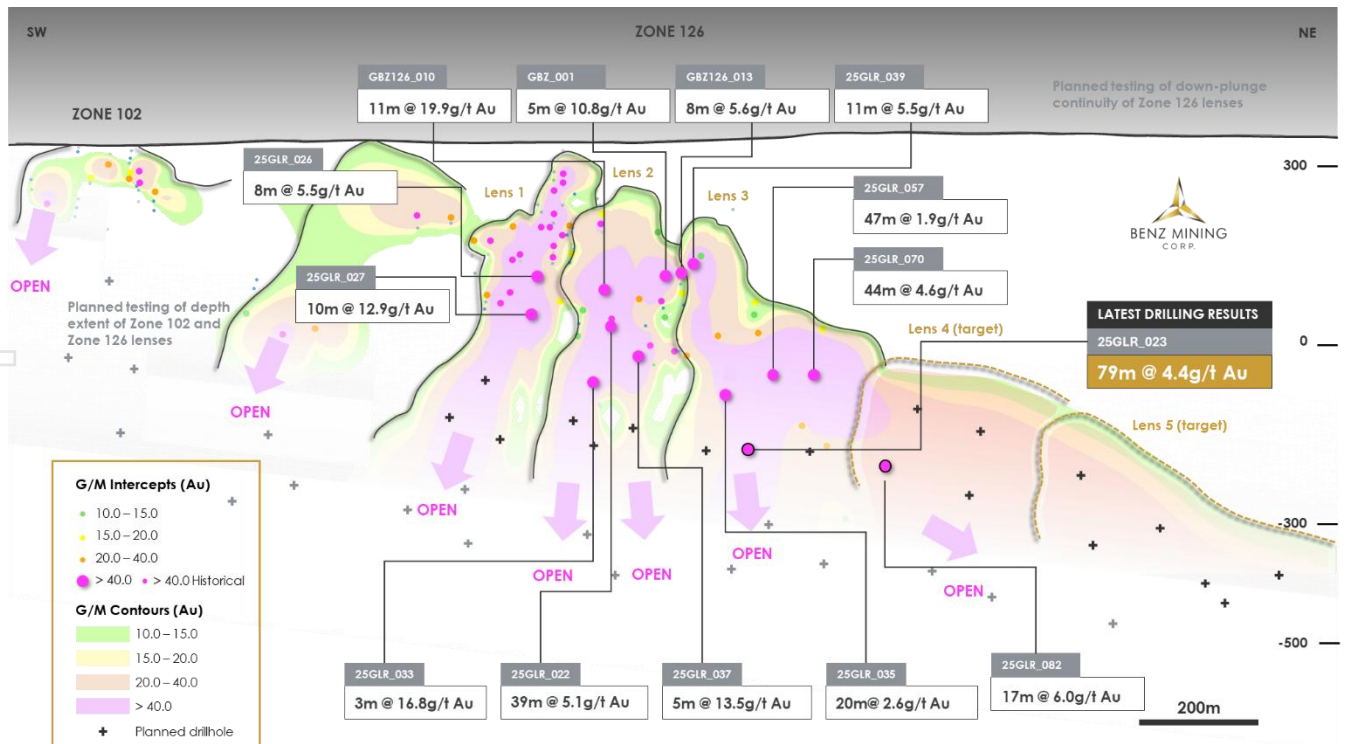 SW
ZONE 126
NE
Planned testing of down-plunge
continuity of Zone 126 lenses
ZONE 102
GBZ126_010
11m @ 19.9g/t Au
GBZ_001
5m @ 10.8g/t Au
GBZ126_013
8m @ 5.6g/t Au
25GLR_039
11m @ 5.5g/t Au
25GLR_026
8m @ 5.5g/t Au
Lens 1
Lens 2
Lens 3
300
25GLR_057
47m @ 1.9g/t Au
BENZ MINING
CORP.
25GLR_027
10m @ 12.9g/t Au
25GLR_070
44m @ 4.6g/t Au
OPEN
Planned testing of depth
extent of Zone 102 and
Zone 126 lenses
Lens 4 (target)
LATEST DRILLING RESULTS
25GLR_023
79m @ 4.4g/t Au
0
OPEN
Lens 5 (target)
G/M Intercepts (Au)
10.0 – 15.0
15.0 – 20.0
20.0 – 40.0
> 40.0
> 40.0 Historical
G/M Contours (Au)
10.0 – 15.0
15.0 – 20.0
20.0 – 40.0
> 40.0
Planned drillhole
OPEN
OPEN
OPEN
OPEN
OPEN
-300
-500
25GLR_033
3m @ 16.8g/t Au
25GLR_022
39m @ 5.1g/t Au
25GLR_037
5m @ 13.5g/t Au
25GLR_035
20m@ 2.6g/t Au
25GLR_082
17m @ 6.0g/t Au
200m